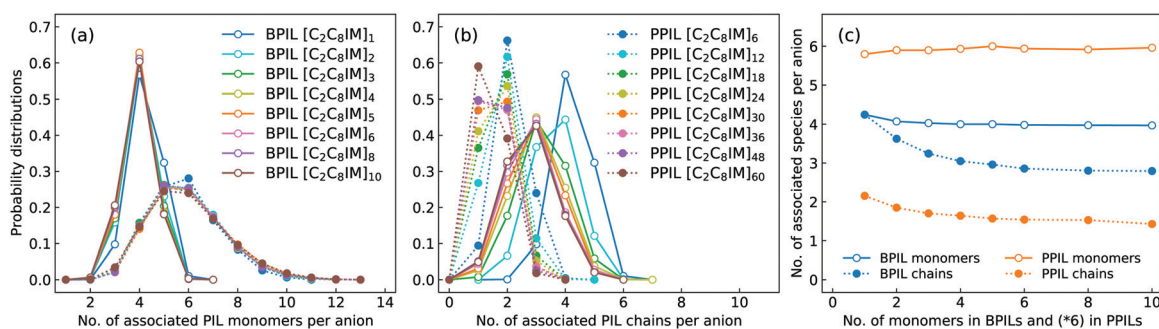 (a)
BPIL [C₂C₈IM]₁
BPIL [C₂C₈IM]₂
BPIL [C₂C₈IM]₃
BPIL [C₂C₈IM]₄
BPIL [C₂C₈IM]₅
BPIL [C₂C₈IM]₆
BPIL [C₂C₈IM]₈
BPIL [C₂C₈IM]₁₀
Probability distributions
0.7
0.6
0.5
0.4
0.3
0.2
0.1
0.0
2 4 6 8 10 12 14
No. of associated PIL monomers per anion
(b)
PPIL [C₂C₈IM]₆
PPIL [C₂C₈IM]₁₂
PPIL [C₂C₈IM]₁₈
PPIL [C₂C₈IM]₂₄
PPIL [C₂C₈IM]₃₀
PPIL [C₂C₈IM]₃₆
PPIL [C₂C₈IM]₄₈
PPIL [C₂C₈IM]₆₀
0.7
0.6
0.5
0.4
0.3
0.2
0.1
0.0
0 2 4 6 8 10
No. of associated PIL chains per anion
(c)
No. of associated species per anion
6
5
4
3
2
1
0
BPIL monomers
BPIL chains
PPIL monomers
PPIL chains
0 2 4 6 8 10
No. of monomers in BPILs and (*6) in PPILs